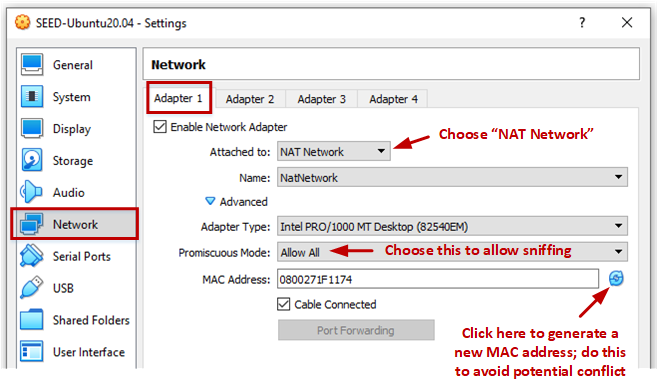 SEED-Ubuntu20.04 - Settings
?
General
System
Display
Storage
Audio
Network
Serial Ports
USB
Shared Folders
User Interface
Network
Adapter 1 Adapter 2 Adapter 3 Adapter 4
Enable Network Adapter
Attached to: NAT Network
Choose “NAT Network”
Name: NatNetwork
Advanced
Adapter Type: Intel PRO/1000 MT Desktop (82540EM)
Promiscuous Mode: Allow All
Choose this to allow sniffing
MAC Address: 0800271F1174
Cable Connected
Port Forwarding
Click here to generate a
new MAC address; do this
to avoid potential conflict